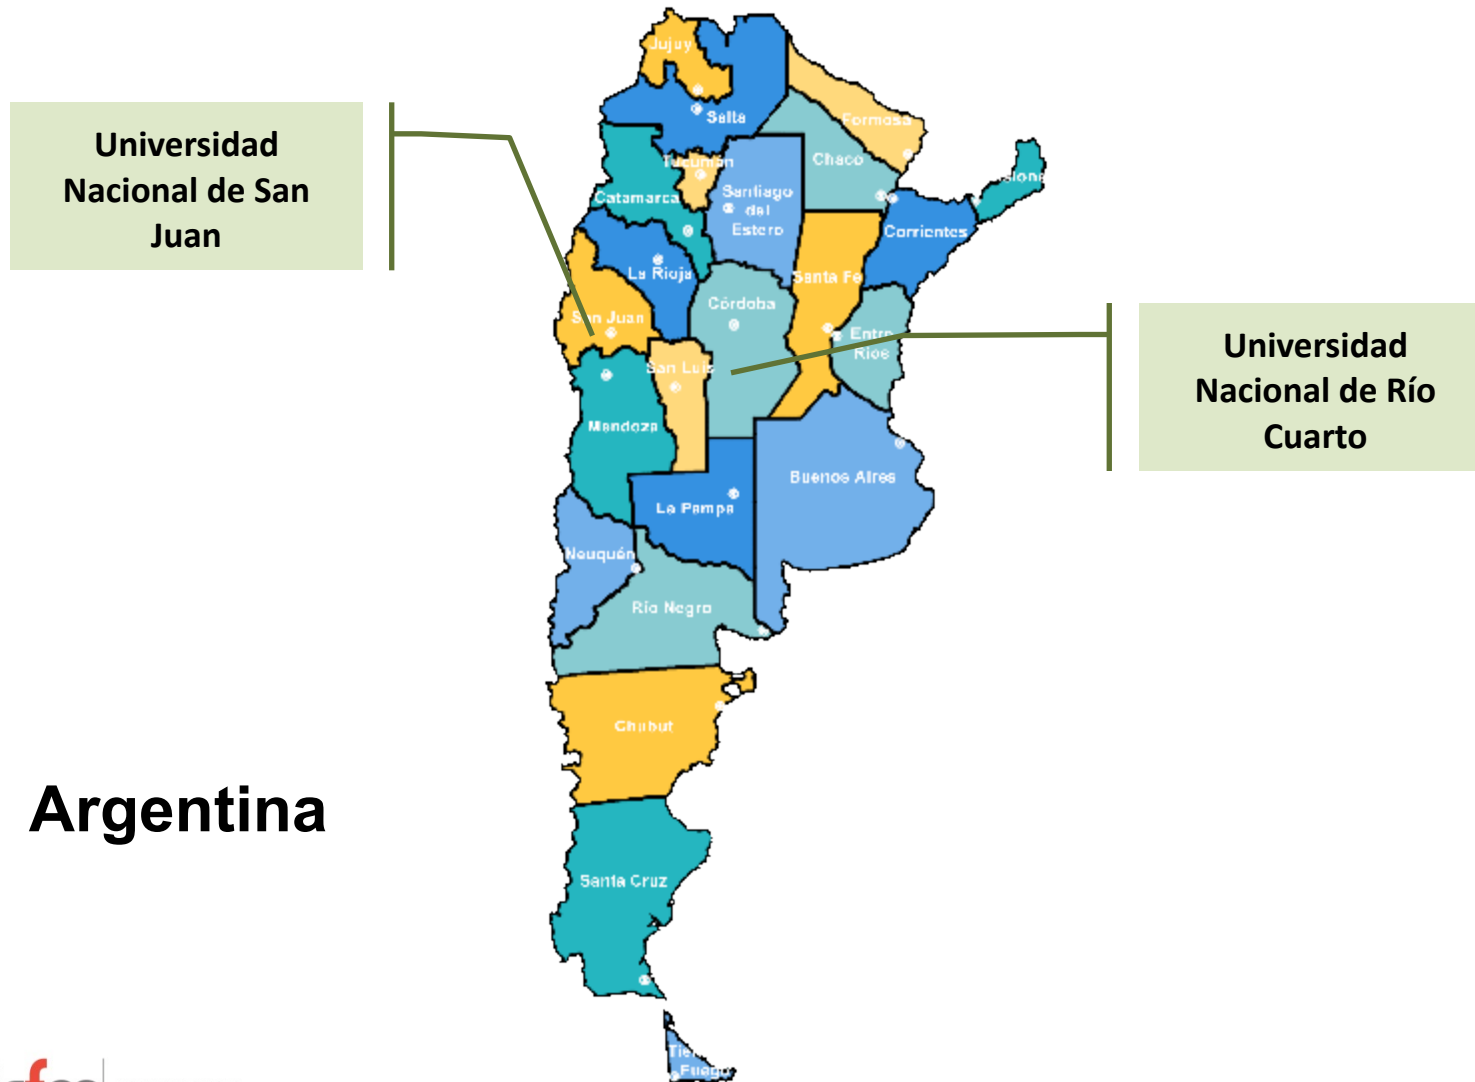 Jujuy
Salta
Formosa
Universidad
Nacional de San
Juan
Chaco
Tucumán
Catamarca
Santiago
del
Estero
Corrientes
La Rioja
Santa Fe
Córdoba
San Juan
Entre
Ríos
Universidad
Nacional de Río
Cuarto
San Luis
Mendoza
Buenos Aires
La Pampa
Neuquén
Río Negro
Chubut
Argentina
Santa Cruz
Fuego